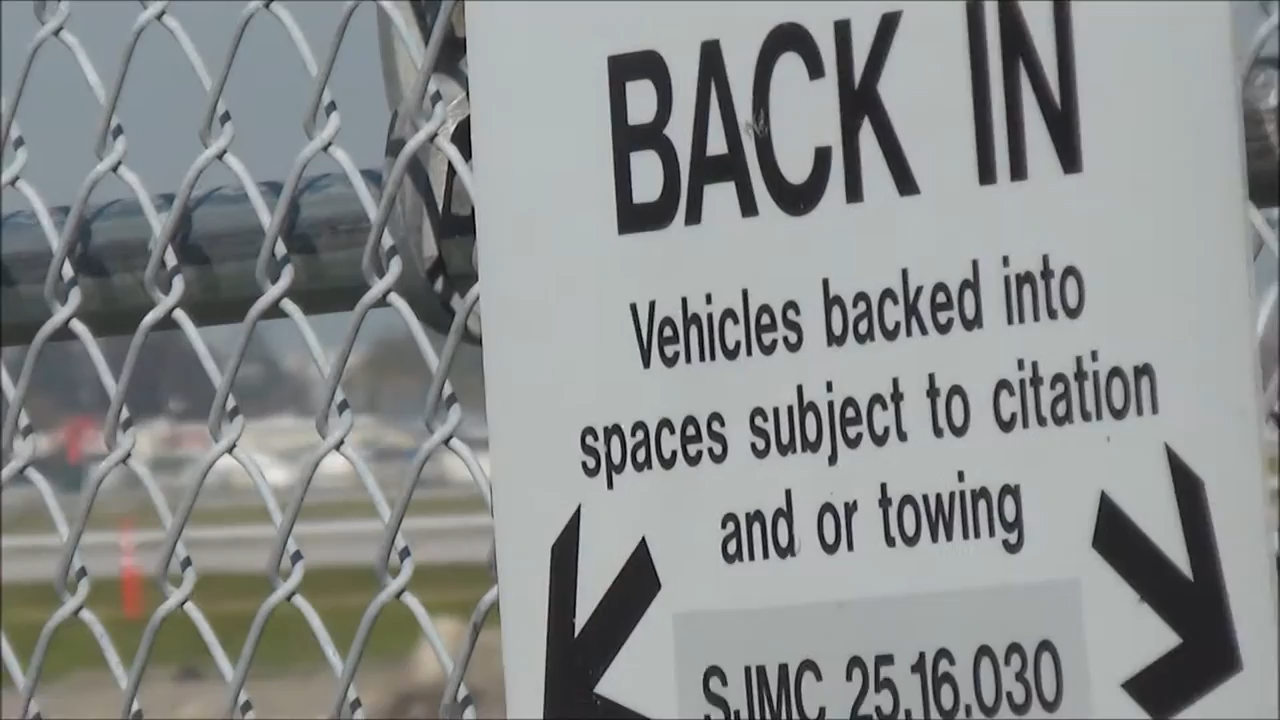 BACK IN
Vehicles backed into
spaces subject to citation
and or towing
SJMC 25.16.030